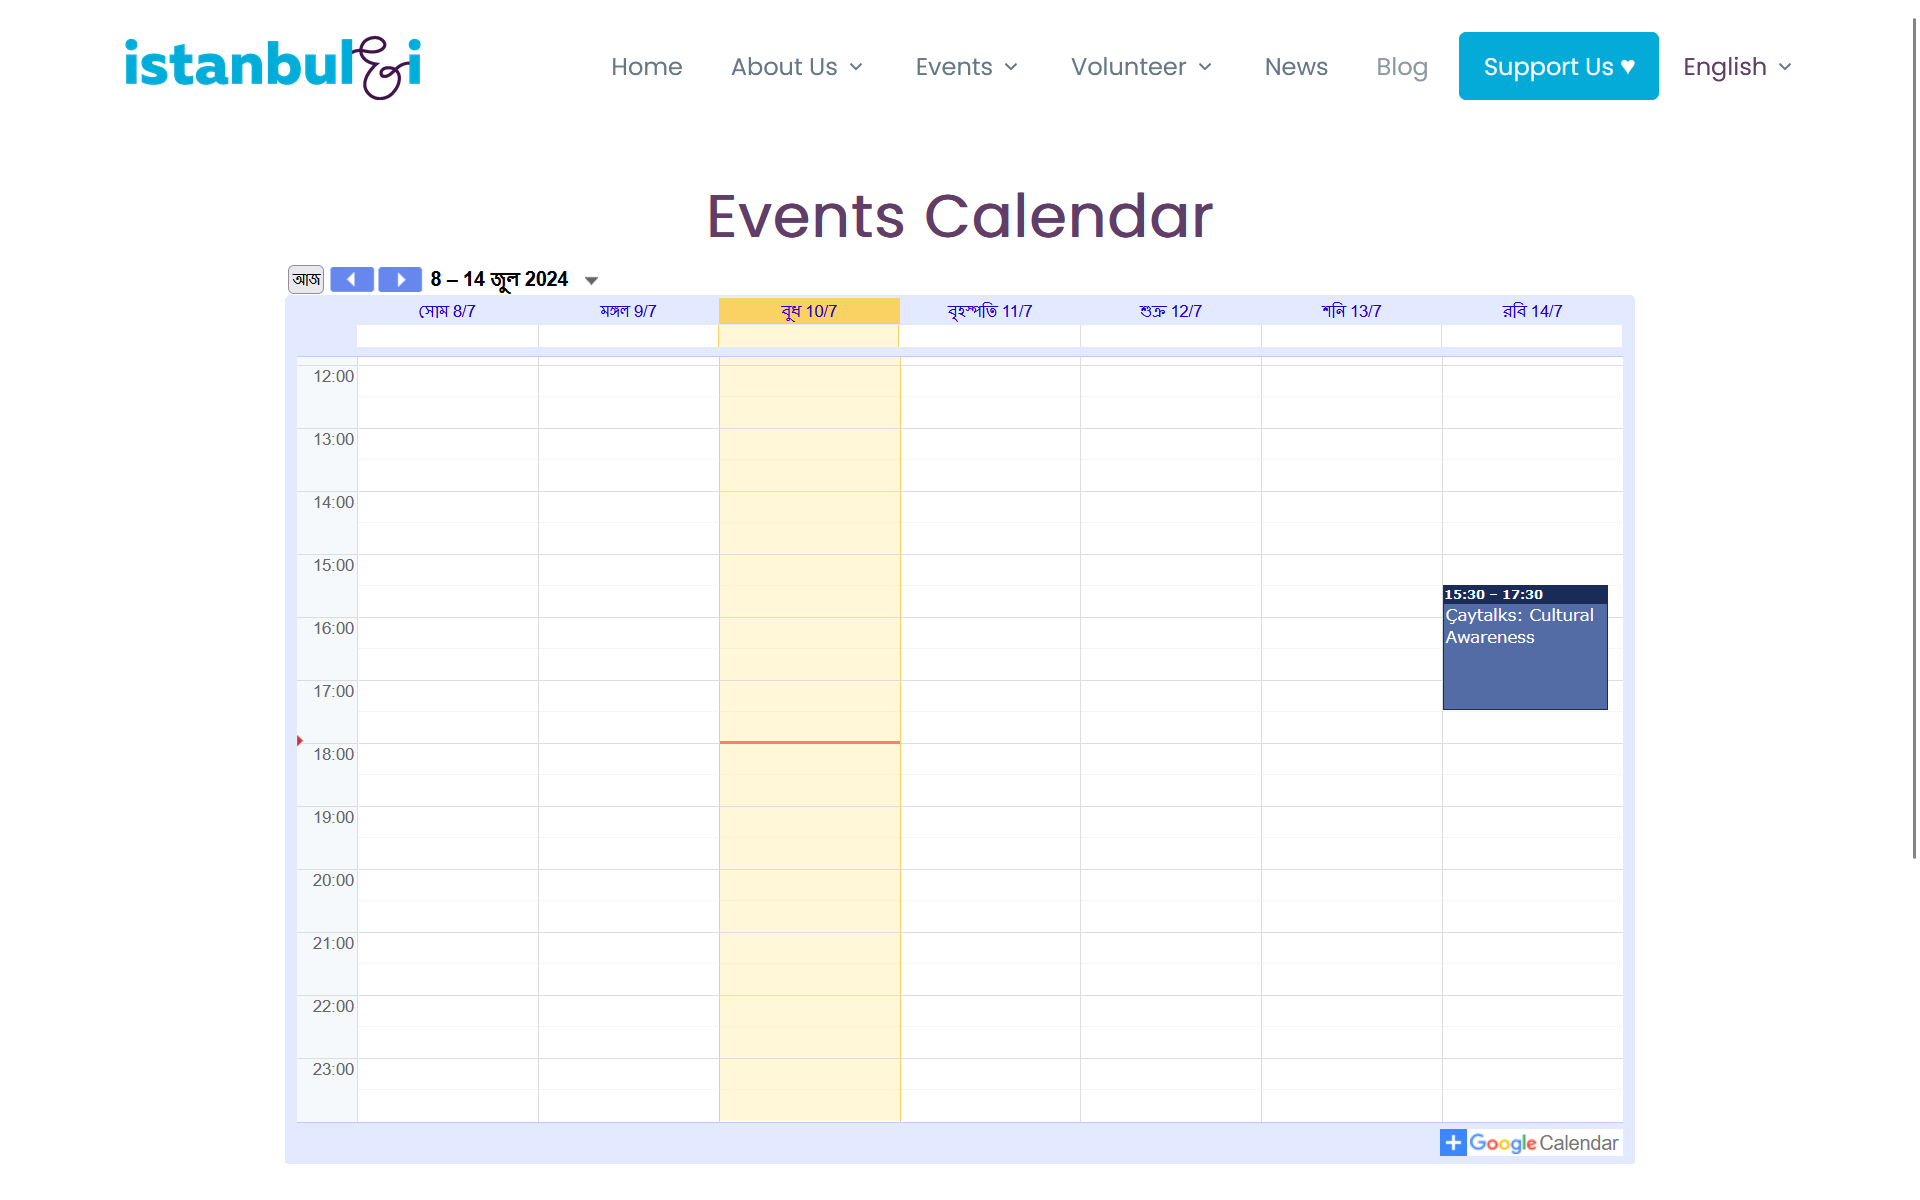 istanbul&i
Home
About Us
Events
Volunteer
News
Blog
Support Us ♥
English
Events Calendar
আজ
8 – 14 জুল 2024
সোম 8/7
মঙ্গল 9/7
বুধ 10/7
বৃহস্পতি 11/7
শুক্র 12/7
শনি 13/7
রবি 14/7
12:00
13:00
14:00
15:00
15:30 – 17:30
Çaytalks: Cultural
Awareness
16:00
17:00
18:00
19:00
20:00
21:00
22:00
23:00
Google Calendar